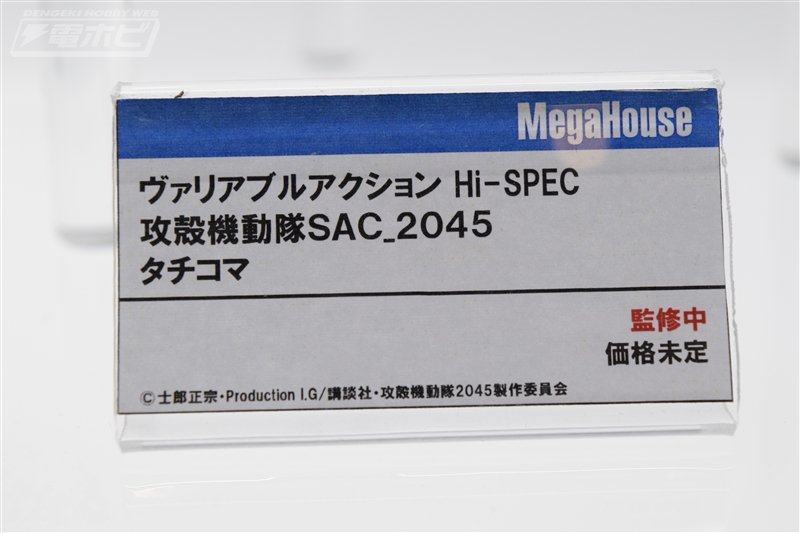 DENGEKI HOBBY WEB
電ホビ
MegaHouse
ヴァリアブルアクション Hi-SPEC
攻殻機動隊SAC_2045
タチコマ
監修中
価格未定
©士郎正宗・Production I.G/講談社・攻殻機動隊2045製作委員会